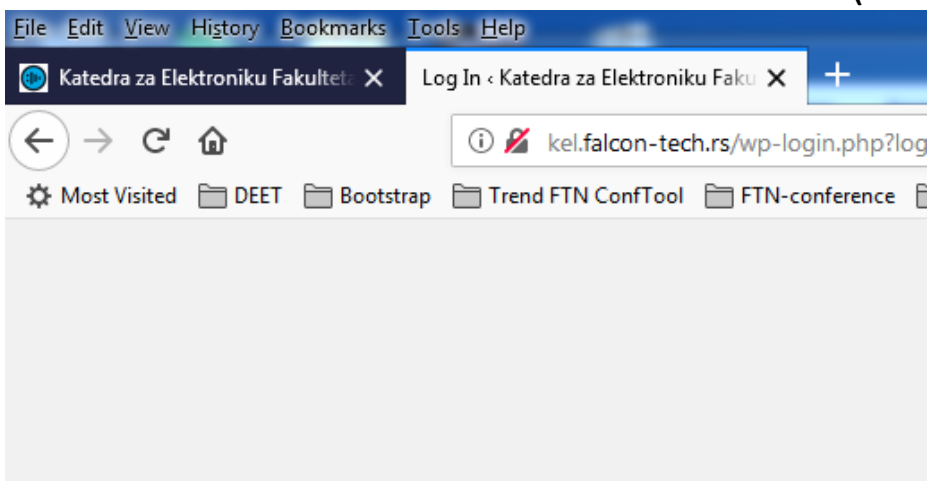 File Edit View History Bookmarks Tools Help
Katedra za Elektroniku Fakulteta Log In ‹ Katedra za Elektroniku Faku
kel.falcon-tech.rs/wp-login.php?log
Most Visited DEET Bootstrap Trend FTN ConfTool FTN-conference